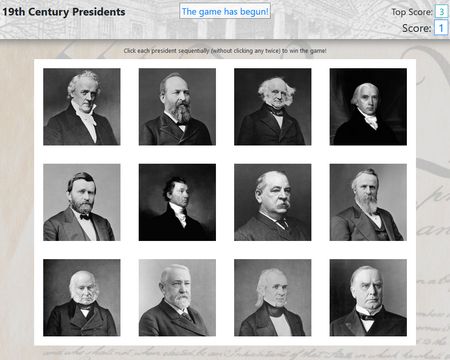 19th Century Presidents
The game has begun!
Top Score: 3
Score: 1
Click each president sequentially (without clicking any twice) to win the game!